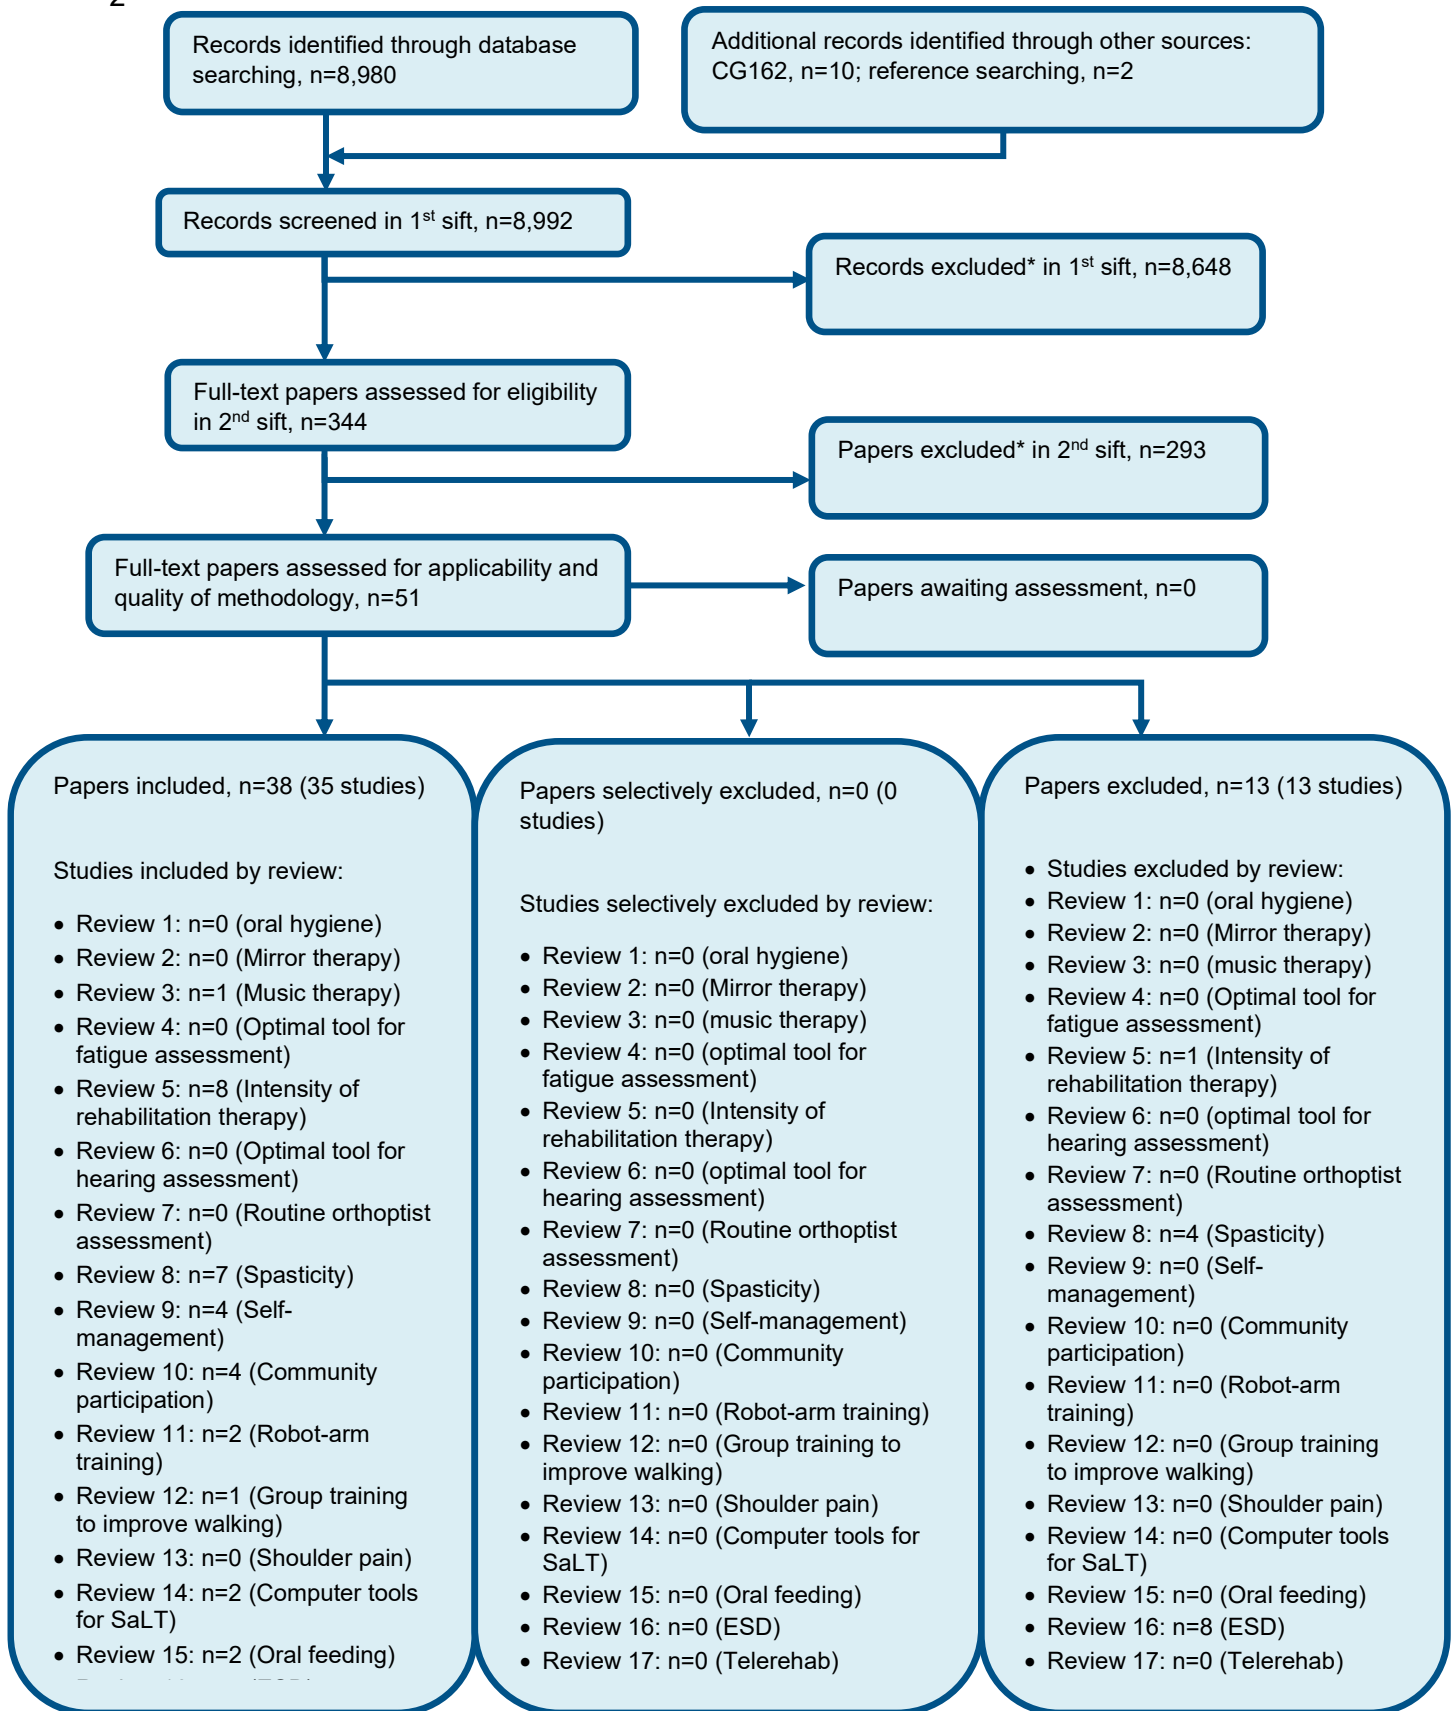 2
Records identified through database
searching, n=8,980
Additional records identified through other sources:
CG162, n=10; reference searching, n=2
Records screened in 1st sift, n=8,992
Records excluded* in 1st sift, n=8,648
Full-text papers assessed for eligibility
in 2nd sift, n=344
Papers excluded* in 2nd sift, n=293
Full-text papers assessed for applicability and
quality of methodology, n=51
Papers awaiting assessment, n=0
Papers included, n=38 (35 studies)
Studies included by review:
• Review 1: n=0 (oral hygiene)
• Review 2: n=0 (Mirror therapy)
• Review 3: n=1 (Music therapy)
• Review 4: n=0 (Optimal tool for
fatigue assessment)
• Review 5: n=8 (Intensity of
rehabilitation therapy)
• Review 6: n=0 (Optimal tool for
hearing assessment)
• Review 7: n=0 (Routine orthoptist
assessment)
• Review 8: n=7 (Spasticity)
• Review 9: n=4 (Self-
management)
• Review 10: n=4 (Community
participation)
• Review 11: n=2 (Robot-arm
training)
• Review 12: n=1 (Group training
to improve walking)
• Review 13: n=0 (Shoulder pain)
• Review 14: n=2 (Computer tools
for SaLT)
• Review 15: n=2 (Oral feeding)
Papers selectively excluded, n=0 (0
studies)
Studies selectively excluded by review:
• Review 1: n=0 (oral hygiene)
• Review 2: n=0 (Mirror therapy)
• Review 3: n=0 (music therapy)
• Review 4: n=0 (optimal tool for
fatigue assessment)
• Review 5: n=0 (Intensity of
rehabilitation therapy)
• Review 6: n=0 (optimal tool for
hearing assessment)
• Review 7: n=0 (Routine orthoptist
assessment)
• Review 8: n=0 (Spasticity)
• Review 9: n=0 (Self-management)
• Review 10: n=0 (Community
participation)
• Review 11: n=0 (Robot-arm training)
• Review 12: n=0 (Group training to
improve walking)
• Review 13: n=0 (Shoulder pain)
• Review 14: n=0 (Computer tools for
SaLT)
• Review 15: n=0 (Oral feeding)
• Review 16: n=0 (ESD)
• Review 17: n=0 (Telerehab)
Papers excluded, n=13 (13 studies)
• Studies excluded by review:
• Review 1: n=0 (oral hygiene)
• Review 2: n=0 (Mirror therapy)
• Review 3: n=0 (music therapy)
• Review 4: n=0 (Optimal tool for
fatigue assessment)
• Review 5: n=1 (Intensity of
rehabilitation therapy)
• Review 6: n=0 (optimal tool for
hearing assessment)
• Review 7: n=0 (Routine orthoptist
assessment)
• Review 8: n=4 (Spasticity)
• Review 9: n=0 (Self-
management)
• Review 10: n=0 (Community
participation)
• Review 11: n=0 (Robot-arm
training)
• Review 12: n=0 (Group training
to improve walking)
• Review 13: n=0 (Shoulder pain)
• Review 14: n=0 (Computer tools
for SaLT)
• Review 15: n=0 (Oral feeding)
• Review 16: n=8 (ESD)
• Review 17: n=0 (Telerehab)